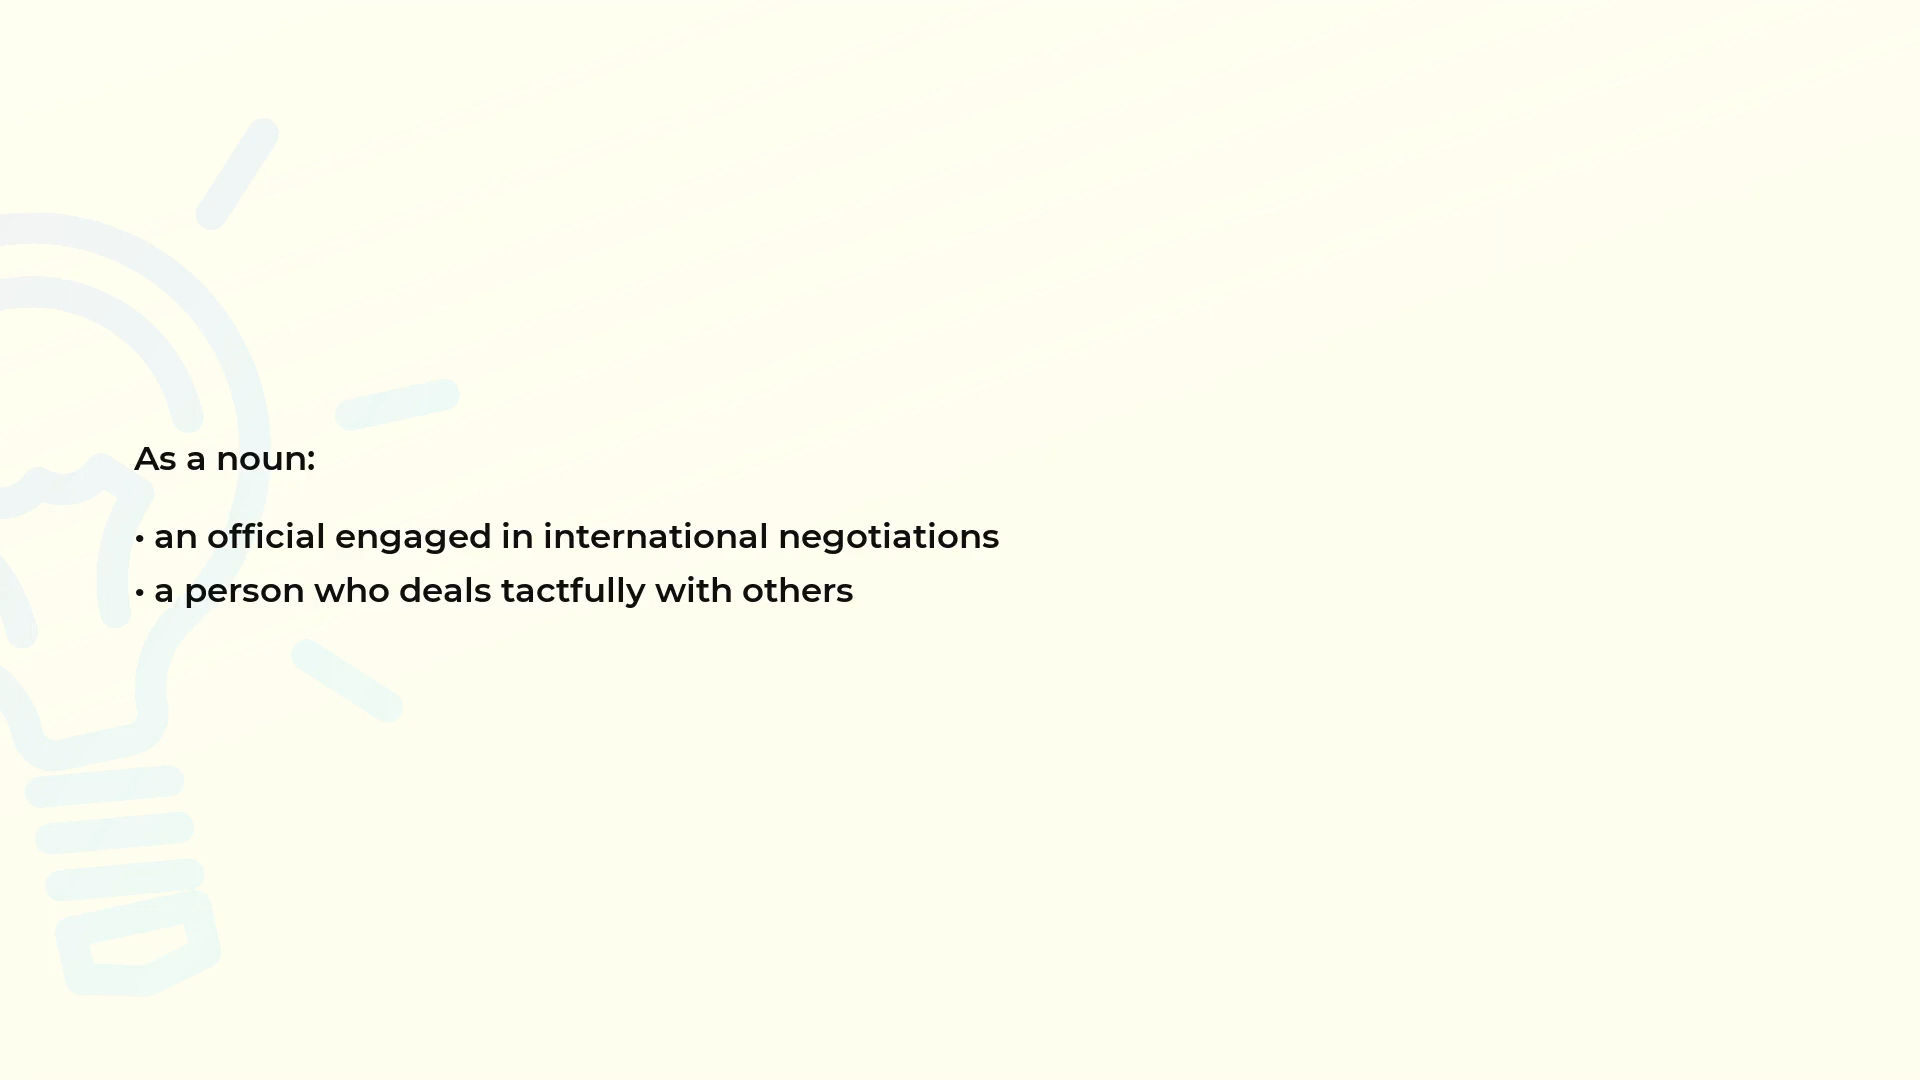 As a noun:
• an official engaged in international negotiations
• a person who deals tactfully with others